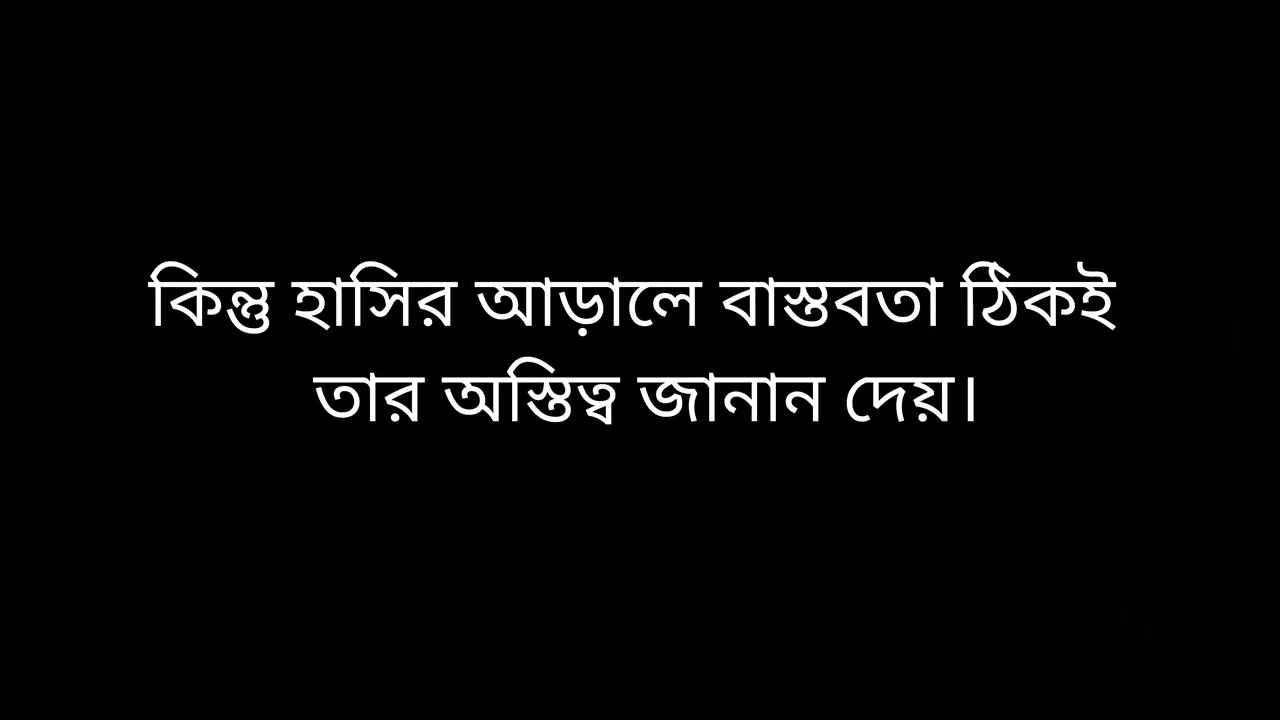 কিন্তু হাসির আড়ালে বাস্তবতা ঠিকই
তার অস্তিত্ব জানান দেয়।